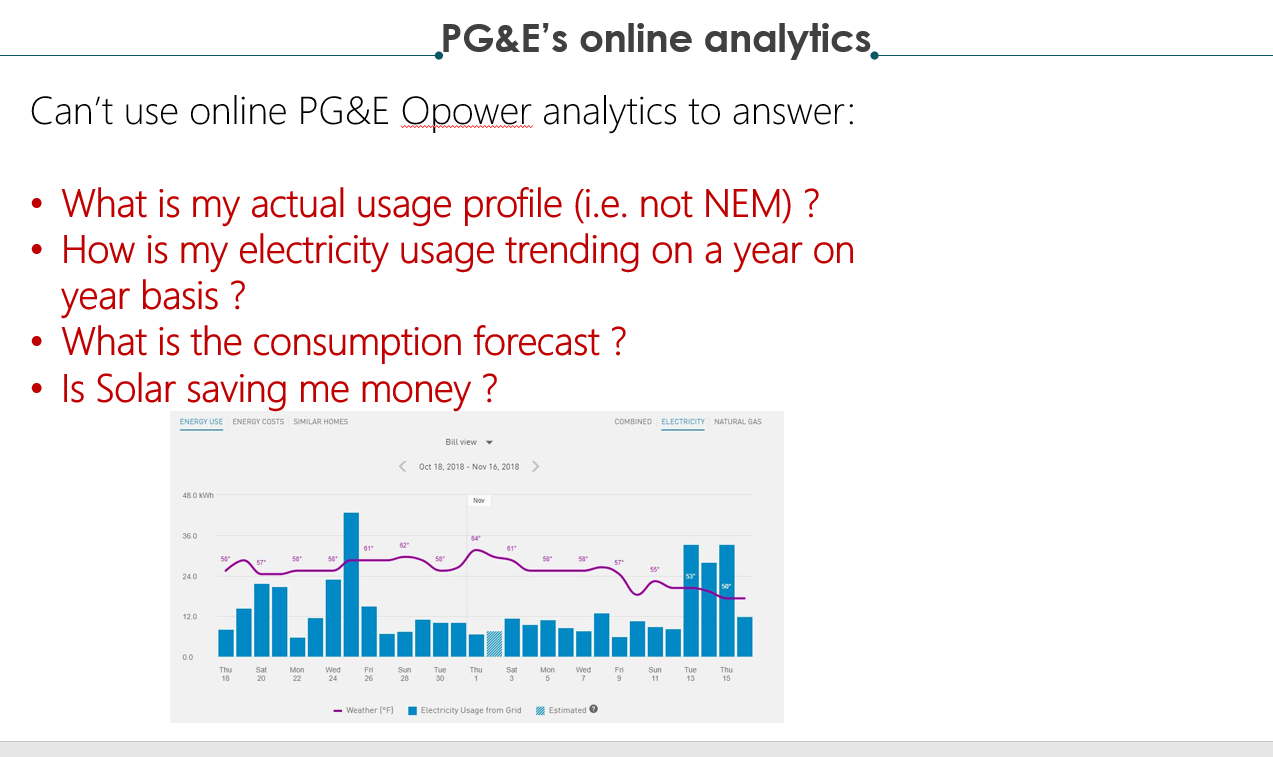 PG&E’s online analytics
Can’t use online PG&E Opower analytics to answer:
• What is my actual usage profile (i.e. not NEM) ?
• How is my electricity usage trending on a year on
year basis ?
• What is the consumption forecast ?
• Is Solar saving me money ?
ENERGY USE ENERGY COSTS SIMILAR HOMES COMBINED ELECTRICITY NATURAL GAS
Bill view
Oct 18, 2018 - Nov 16, 2018
48.0 kWh
Nov
36.0
24.0
12.0
0.0
58° 57° 58° 58° 61° 62° 58° 64° 61° 58° 58° 57° 55° 53° 50°
Thu Sat Mon Wed Fri Sun Tue Thu Sat Mon Wed Fri Sun Tue Thu
18 20 22 24 26 28 30 1 3 5 7 9 11 13 15
Weather (°F) Electricity Usage from Grid Estimated ?